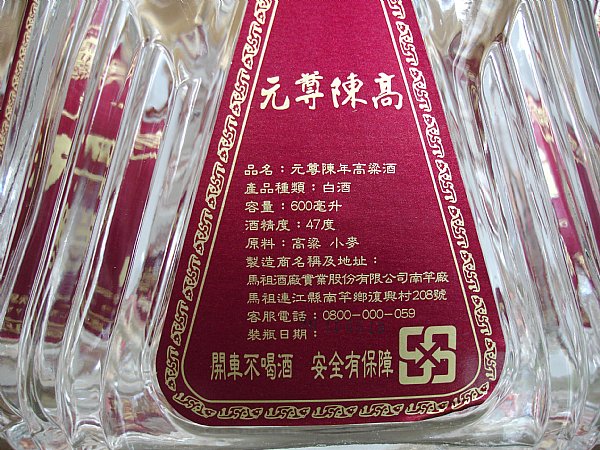 元尊陳高
品名：元尊陳年高粱酒
產品種類：白酒
容量：600毫升
酒精度：47度
原料：高粱 小麥
製造商名稱及地址：
馬祖酒廠實業股份有限公司南竿廠
馬祖連江縣南竿鄉復興村208號
客服電話：0800-000-059
裝瓶日期：
開車不喝酒 安全有保障